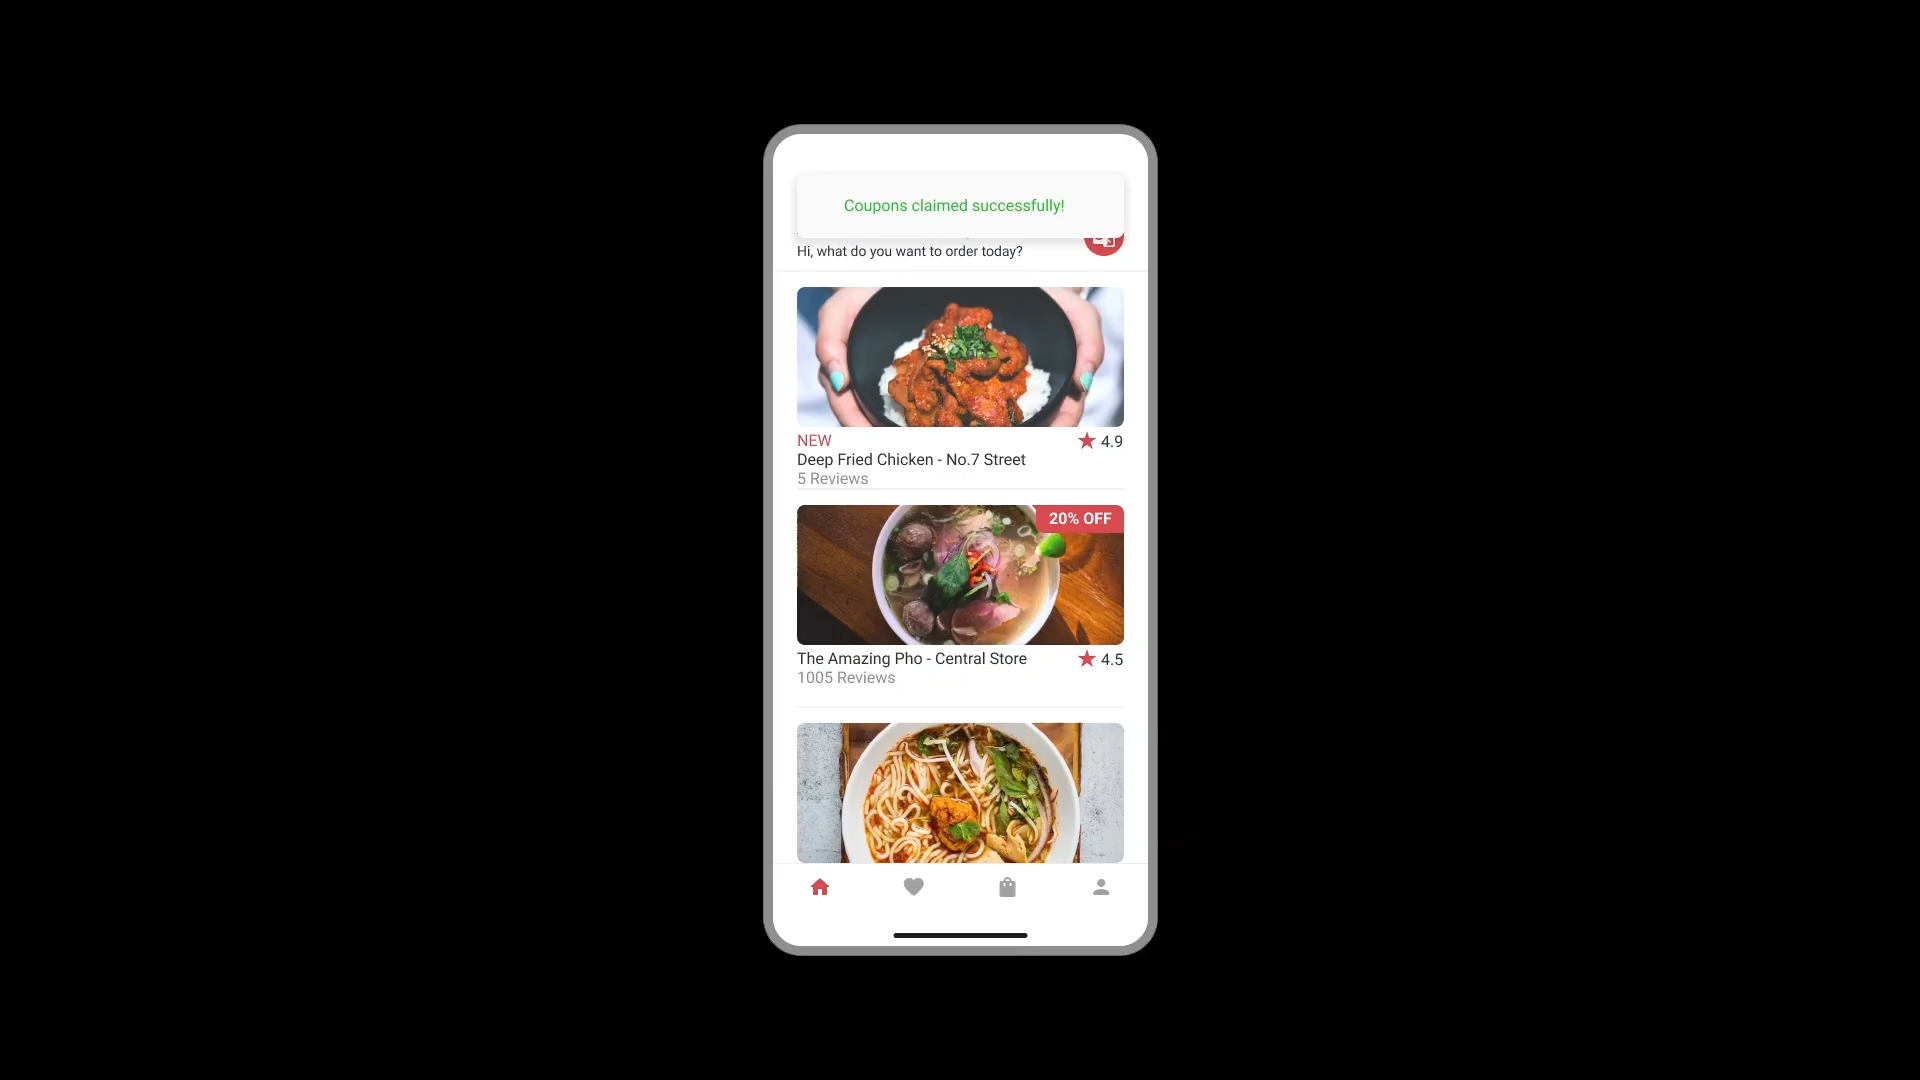 Coupons claimed successfully!
Hi, what do you want to order today?
NEW
4.9
Deep Fried Chicken - No.7 Street
5 Reviews
20% OFF
The Amazing Pho - Central Store
4.5
1005 Reviews